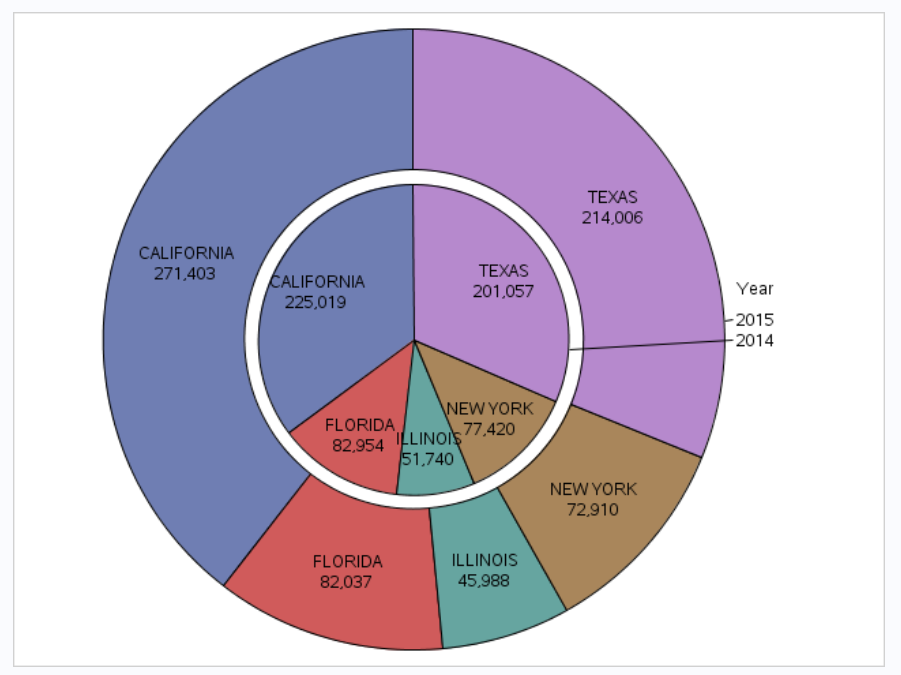 TEXAS
214,006
CALIFORNIA
271,403
TEXAS
201,057
CALIFORNIA
225,019
Year
2015
2014
NEW YORK
77,420
FLORIDA
82,954
ILLINOIS
51,740
NEW YORK
72,910
FLORIDA
82,037
ILLINOIS
45,988